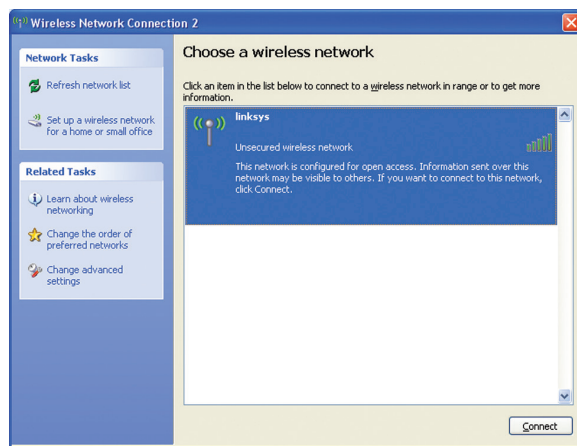 Wireless Network Connection 2
Network Tasks
Refresh network list
Set up a wireless network
for a home or small office
Related Tasks
Learn about wireless
networking
Change the order of
preferred networks
Change advanced
settings
Choose a wireless network
Click an item in the list below to connect to a wireless network in range or to get more
information.
linksys
Unsecured wireless network
This network is configured for open access. Information sent over this
network may be visible to others. If you want to connect to this network,
click Connect.
Connect